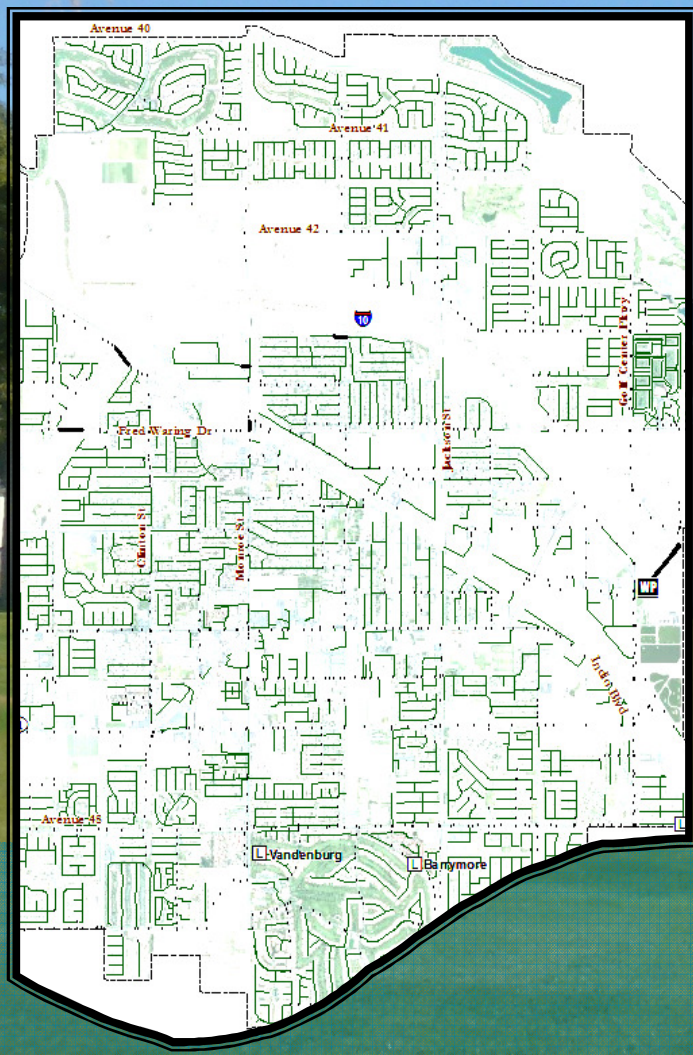 Avenue 40
Avenue 41
Avenue 42
10
Golf Center Pkwy
Fred Waring Dr
Jackson St
Clinton St
Monroe St
WP
Indio Blvd
Avenue 48
L Vandenburg
L Barrymore
L